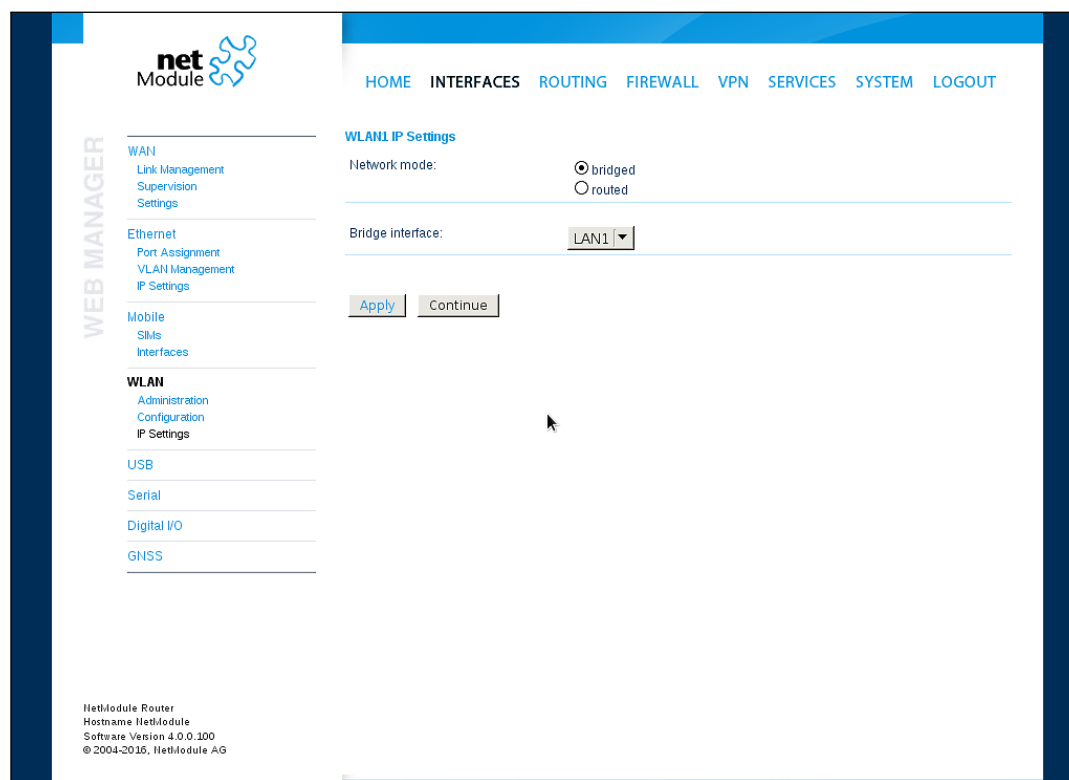 net
Module
HOME INTERFACES ROUTING FIREWALL VPN SERVICES SYSTEM LOGOUT
WEB MANAGER
WAN
Link Management
Supervision
Settings
Ethernet
Port Assignment
VLAN Management
IP Settings
Mobile
SIMs
Interfaces
WLAN
Administration
Configuration
IP Settings
USB
Serial
Digital I/O
GNSS
WLAN1 IP Settings
Network mode:
bridged
routed
Bridge interface:
LAN1
Apply Continue
NetModule Router
Hostname NetModule
Software Version 4.0.0.100
© 2004-2016, NetModule AG